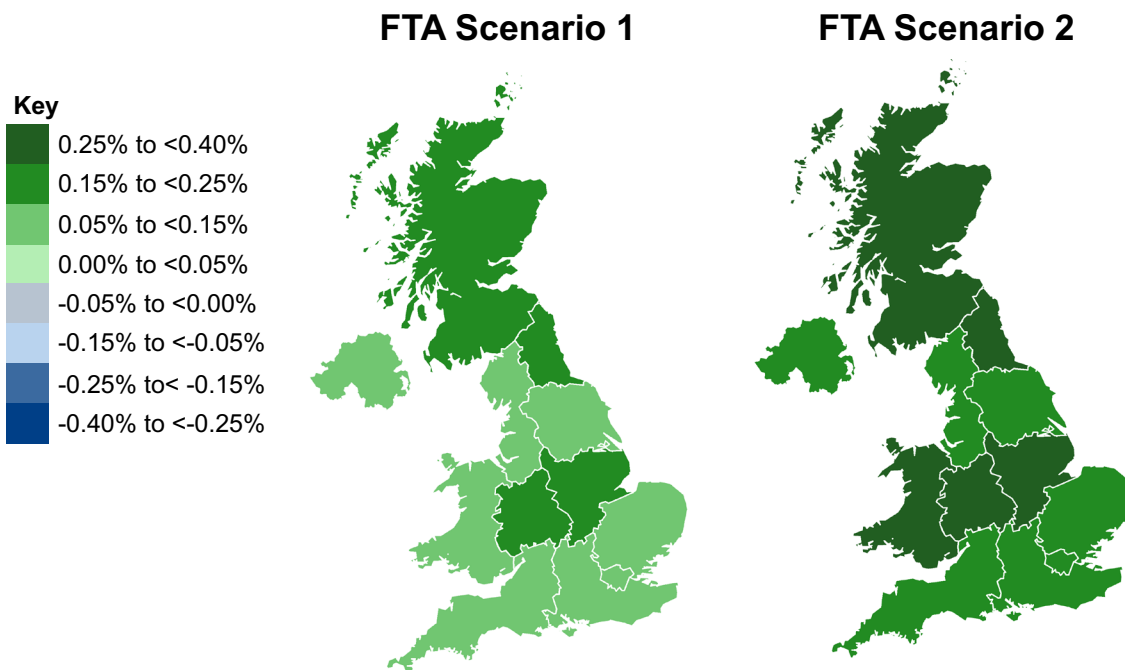 FTA Scenario 1
FTA Scenario 2
Key
0.25% to <0.40%
0.15% to <0.25%
0.05% to <0.15%
0.00% to <0.05%
-0.05% to <0.00%
-0.15% to <-0.05%
-0.25% to< -0.15%
-0.40% to <-0.25%